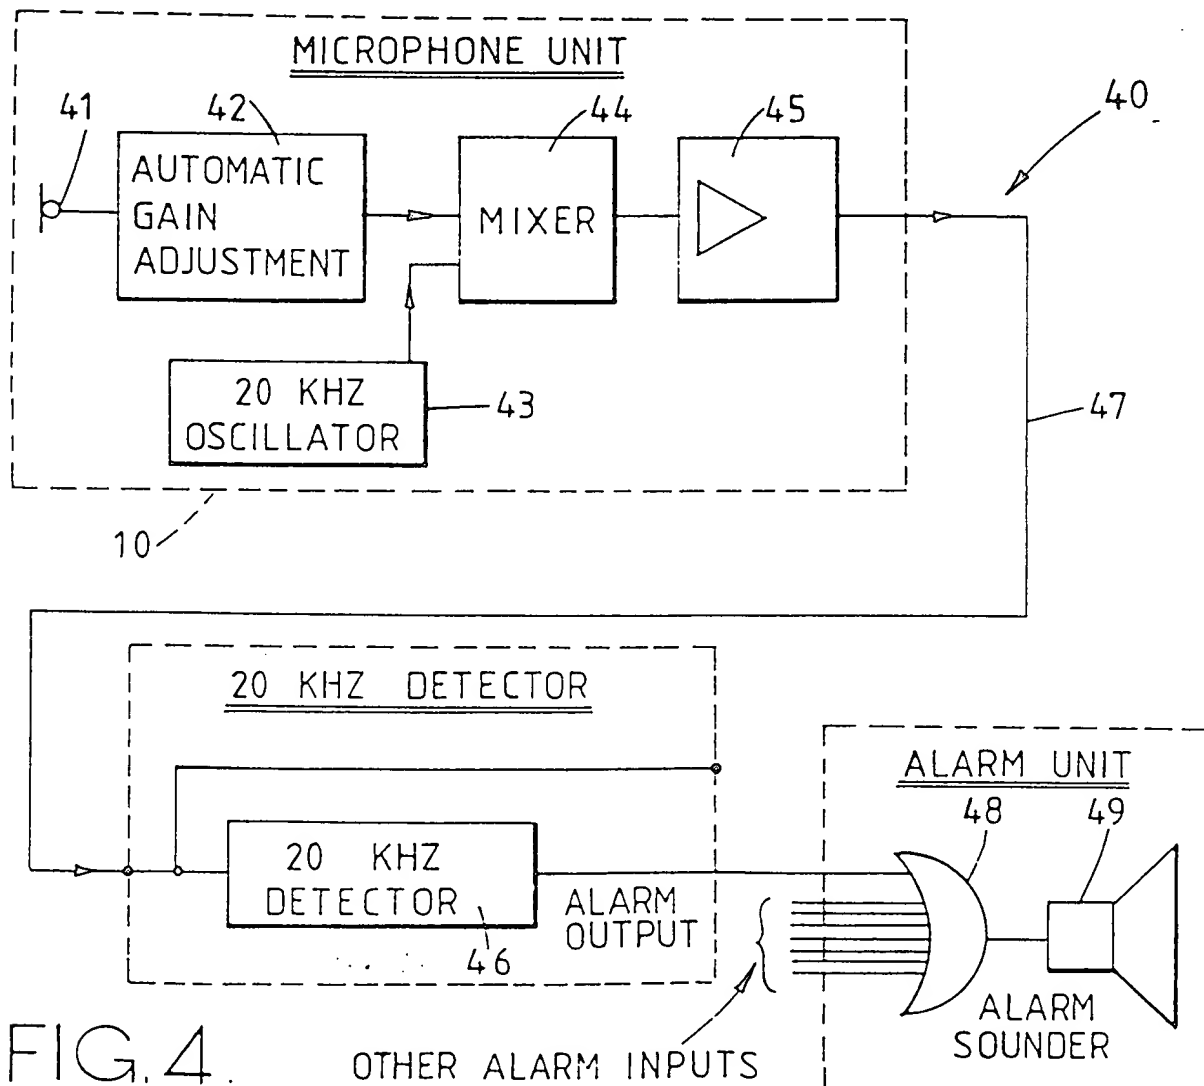 MICROPHONE UNIT
41
42
44
45
40
AUTOMATIC
GAIN
ADJUSTMENT
MIXER
20 KHZ
OSCILLATOR
43
47
10
20 KHZ DETECTOR
ALARM UNIT
48
49
20 KHZ
DETECTOR
46
ALARM
OUTPUT
ALARM
SOUNDER
OTHER ALARM INPUTS
FIG. 4.